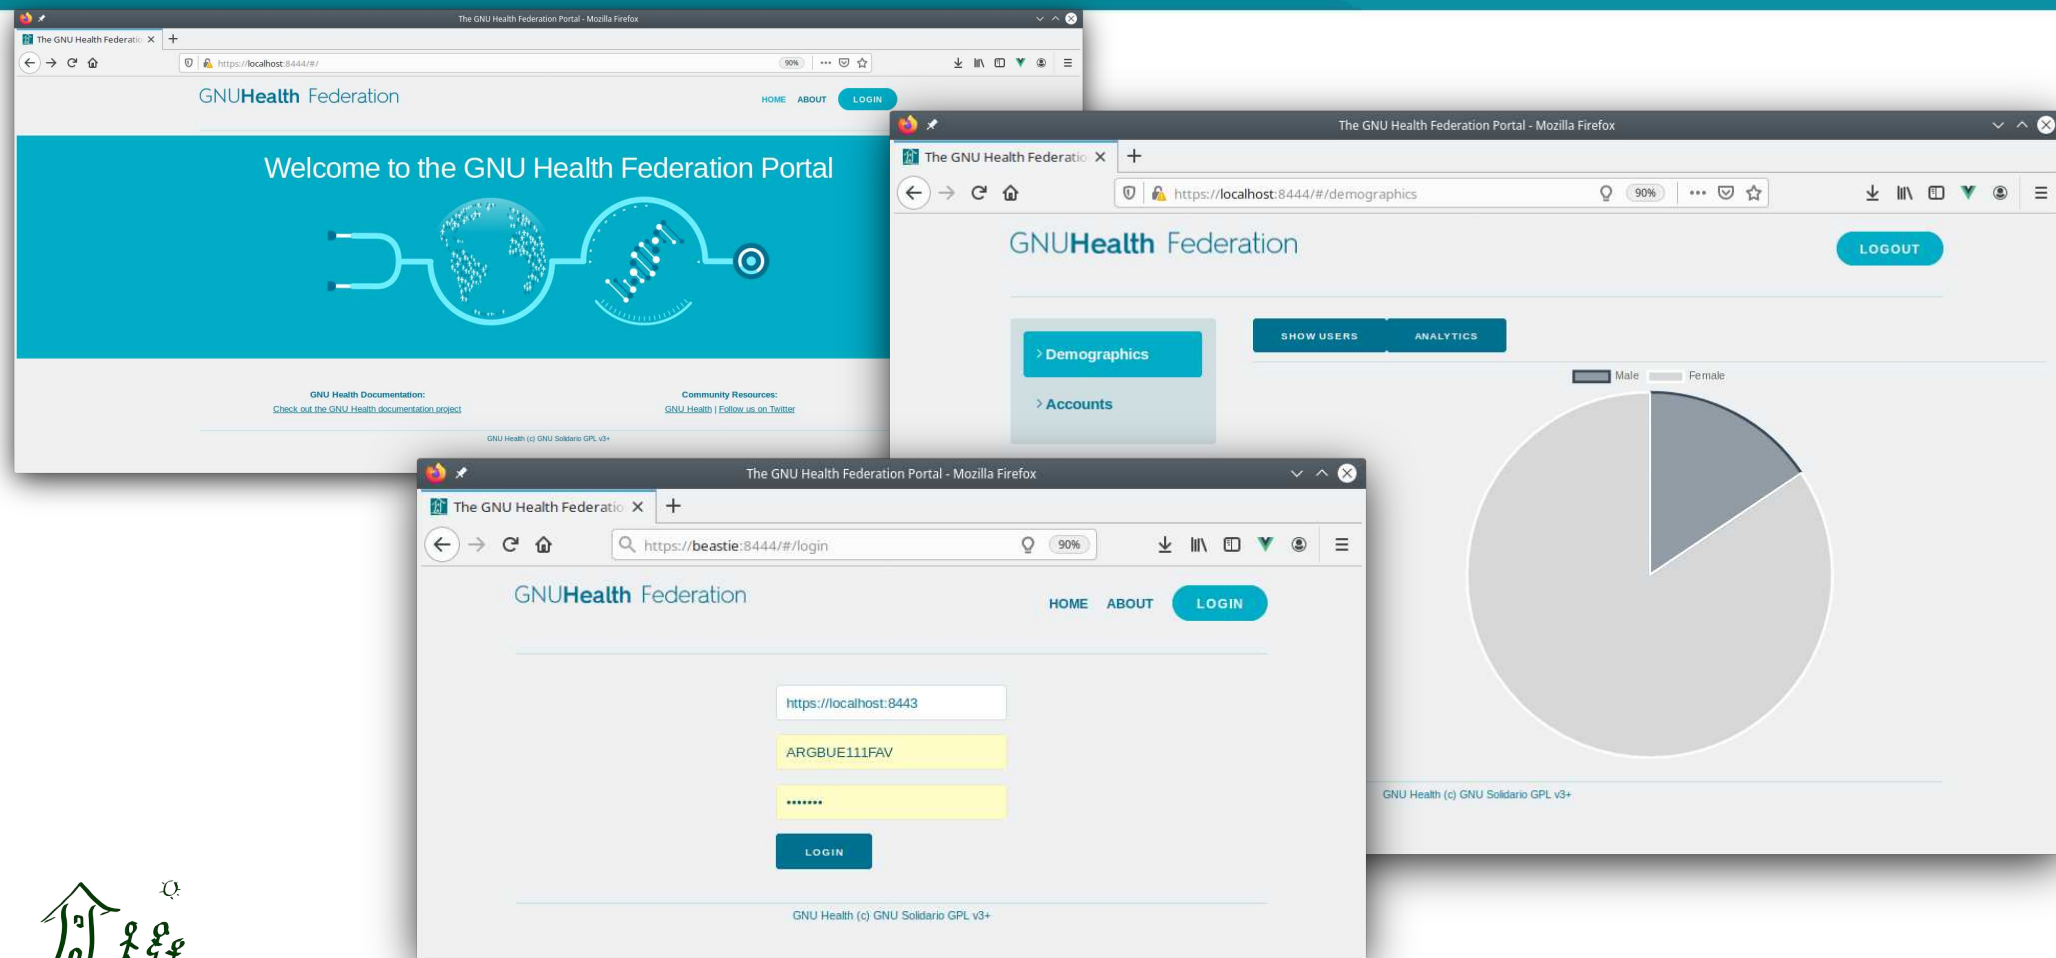 The GNU Health Federation Portal - Mozilla Firefox
The GNU Health Federatio
https://localhost:8444/#/
90%
GNUHealth Federation
HOME ABOUT LOGIN
Welcome to the GNU Health Federation Portal
GNU Health Documentation:
Check out the GNU Health documentation project
Community Resources:
GNU Health | Follow us on Twitter
GNU Health (c) GNU Solidario GPL v3+
The GNU Health Federation Portal - Mozilla Firefox
The GNU Health Federatio
https://localhost:8444/#/demographics
90%
GNUHealth Federation
LOGOUT
Demographics
Accounts
SHOW USERS ANALYTICS
Male Female
GNU Health (c) GNU Solidario GPL v3+
The GNU Health Federation Portal - Mozilla Firefox
The GNU Health Federatio
https://beastie:8444/#/login
90%
GNUHealth Federation
HOME ABOUT LOGIN
https://localhost:8443
ARGBUE111FAV
•••••••
LOGIN
GNU Health (c) GNU Solidario GPL v3+